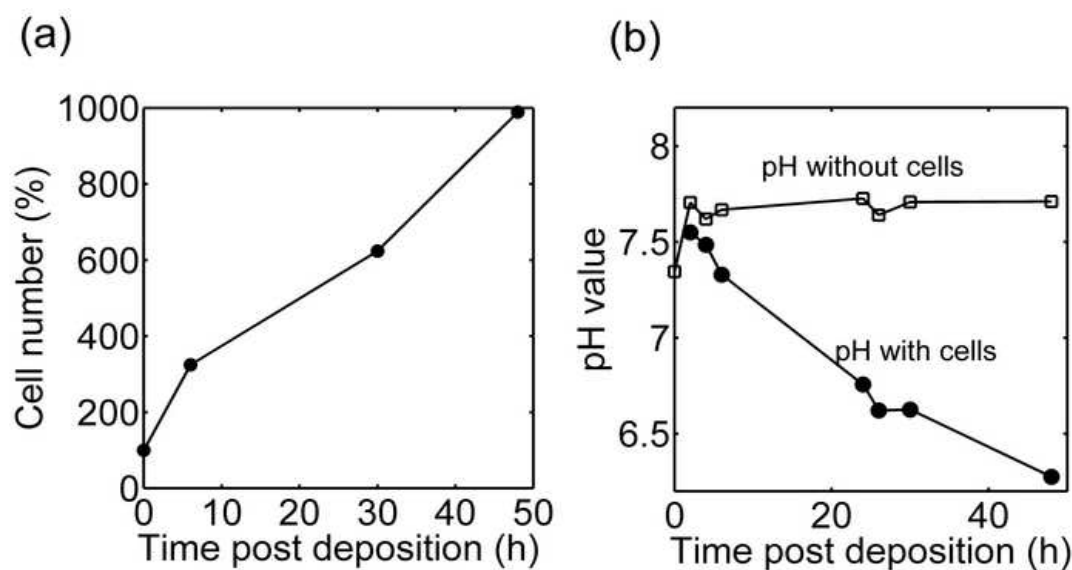 (a)
(b)
1000
800
600
400
200
0
Cell number (%)
0 10 20 30 40 50
Time post deposition (h)
8
7.5
7
6.5
pH value
pH without cells
pH with cells
0 20 40
Time post deposition (h)